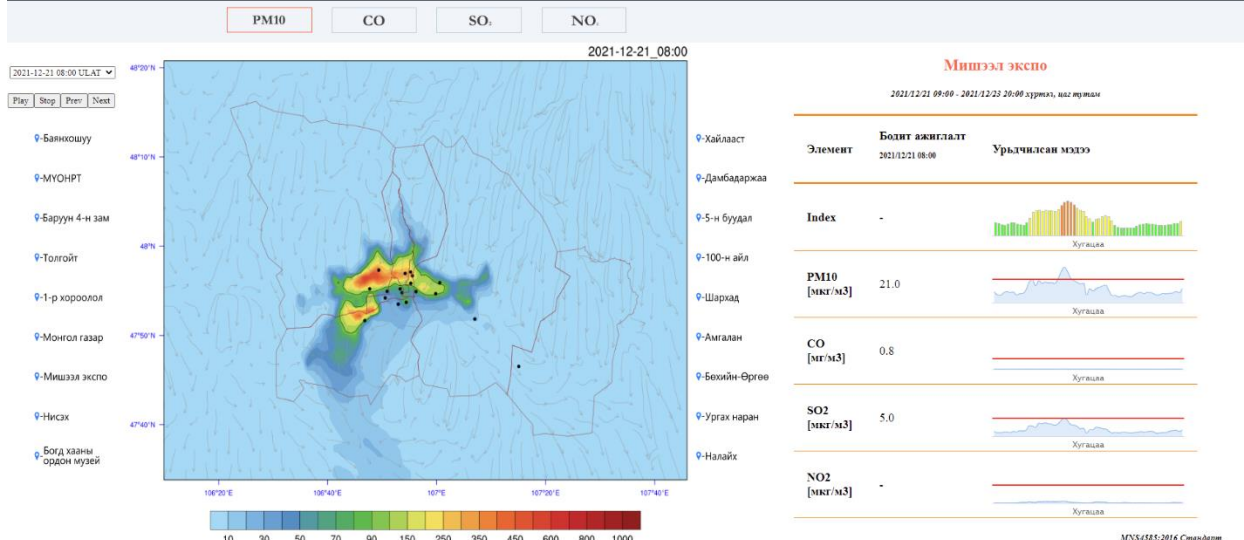 PM10 CO SO₂ NO.
2021-12-21_08:00
2021-12-21 08:00 ULAT
Play Stop Prev Next
-Баянхошуу
-МҮОНРТ
-Баруун 4-н зам
-Толгойт
-1-р хороолол
-Монгол газар
-Мишээл экспо
-Нисэх
-Богд хааны
ордон музей
48°20'N
48°10'N
48°N
47°50'N
47°40'N
106°20'E 106°40'E 107°E 107°20'E 107°40'E
10 30 50 70 90 150 250 350 450 600 800 1000
-Хайлааст
-Дамбадаржаа
-5-н буудал
-100-н айл
-Шархад
-Амгалан
-Бөхийн-Өргөө
-Ургах наран
-Налайх
Мишээл экспо
2021/12/21 09:00 - 2021/12/23 20:00 хүртэл, цаг тутам
Элемент
Бодит ажиглалт
2021/12/21 08:00
Урьдчилсан мэдээ
Index -
Хугацаа
PM10
[мкг/м3] 21.0
Хугацаа
CO
[мг/м3] 0.8
Хугацаа
SO2
[мкг/м3] 5.0
Хугацаа
NO2
[мкг/м3] -
Хугацаа
MNS4585:2016 Стандарт